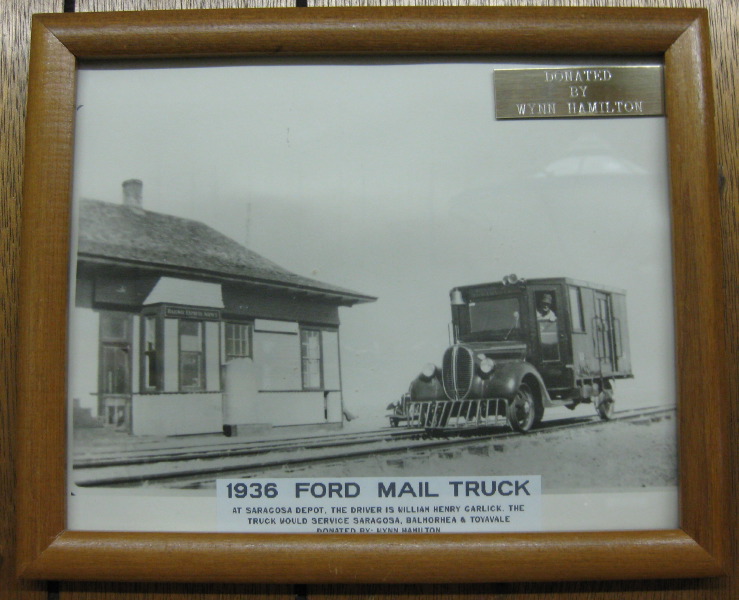 DONATED
BY
WYNN HAMILTON
1936 FORD MAIL TRUCK
AT SARAGOSA DEPOT. THE DRIVER IS WILLIAN HENRY GARLICK. THE
TRUCK WOULD SERVICE SARAGOSA, BALMORHEA & TOYAVALE
DONATED BY: WYNN HAMILTON